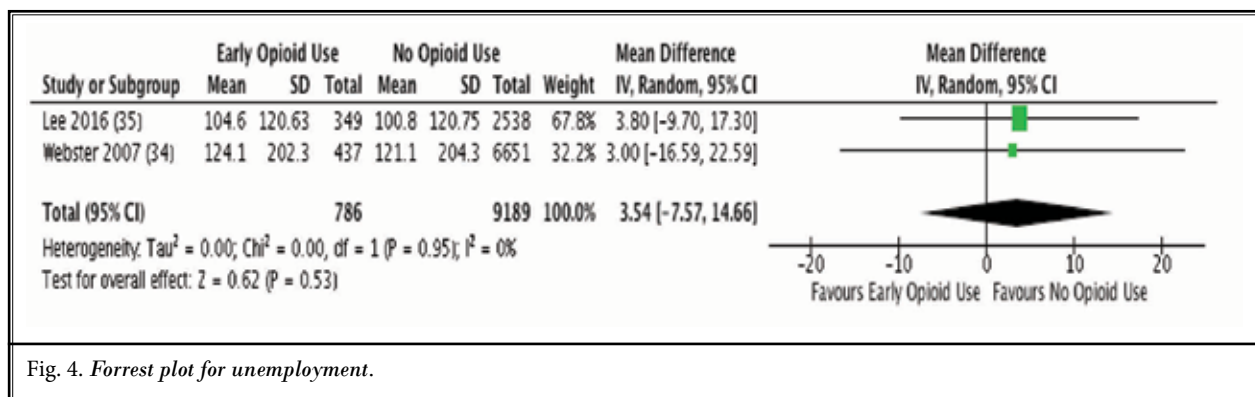 Early Opioid Use No Opioid Use Mean Difference Mean Difference
Study or Subgroup Mean SD Total Mean SD Total Weight IV, Random, 95% CI IV, Random, 95% CI
Lee 2016 (35) 104.6 120.63 349 100.8 120.75 2538 67.8% 3.80 [-9.70, 17.30]
Webster 2007 (34) 124.1 202.3 437 121.1 204.3 6651 32.2% 3.00 [-16.59, 22.59]
Total (95% CI) 786 9189 100.0% 3.54 [-7.57, 14.66]
Heterogeneity: Tau² = 0.00; Chi² = 0.00, df = 1 (P = 0.95); I² = 0%
Test for overall effect: Z = 0.62 (P = 0.53)
-20 -10 0 10 20
Favours Early Opioid Use Favours No Opioid Use
Fig. 4. Forrest plot for unemployment.